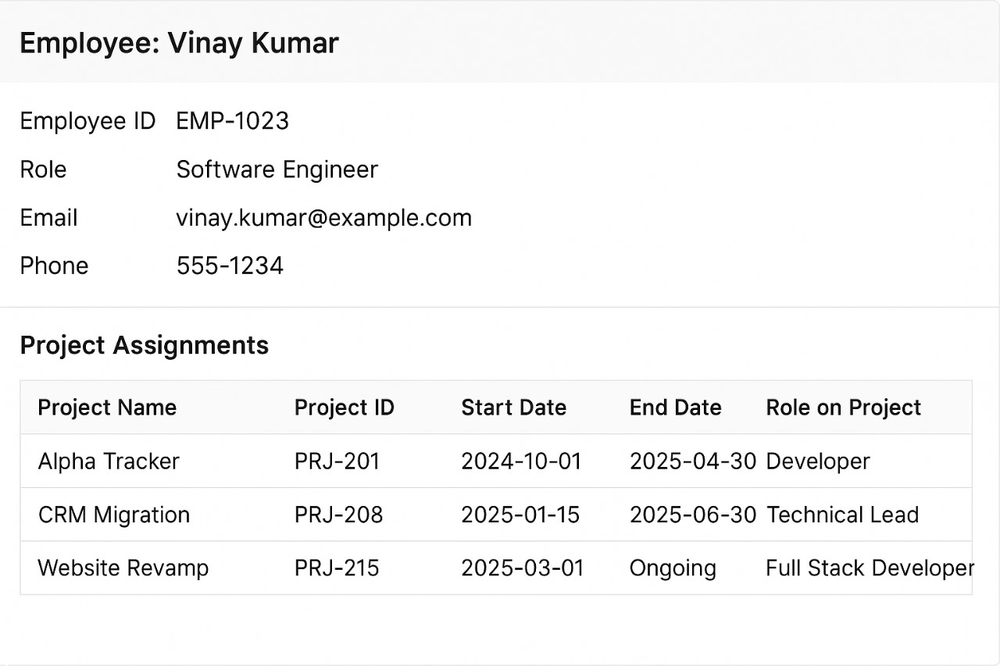 Employee: Vinay Kumar
Employee ID EMP-1023
Role Software Engineer
Email vinay.kumar@example.com
Phone 555-1234
Project Assignments
Project Name Project ID Start Date End Date Role on Project
Alpha Tracker PRJ-201 2024-10-01 2025-04-30 Developer
CRM Migration PRJ-208 2025-01-15 2025-06-30 Technical Lead
Website Revamp PRJ-215 2025-03-01 Ongoing Full Stack Developer